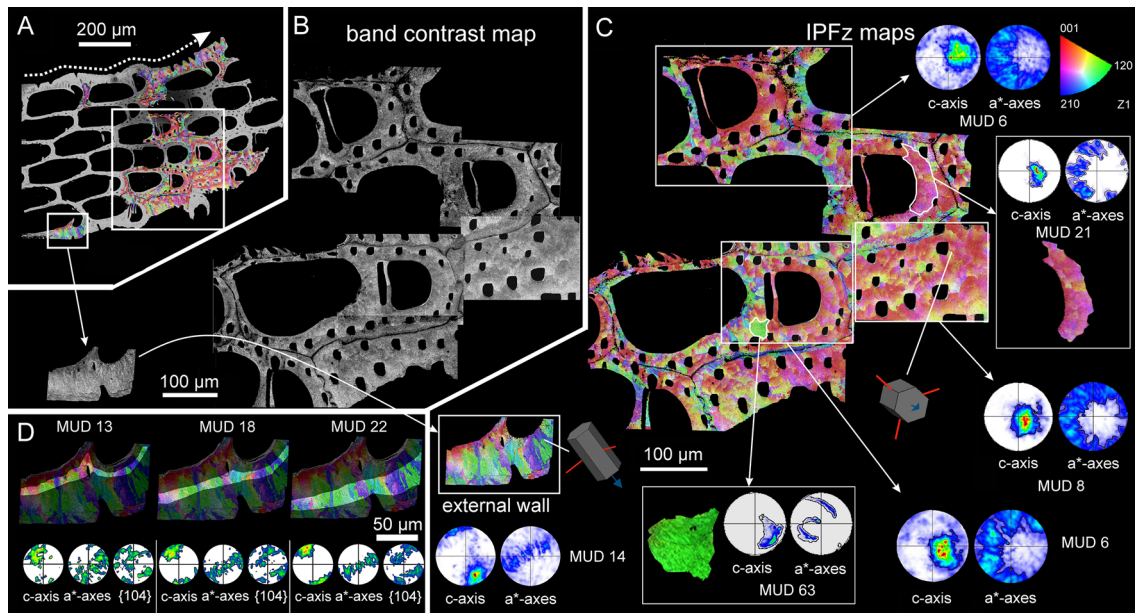 A
200 µm
B
band contrast map
100 µm
C
IPFz maps
c-axis a*-axes
MUD 6
001
120
210 Z1
c-axis a*-axes
MUD 21
c-axis a*-axes
MUD 8
100 µm
c-axis a*-axes
MUD 6
c-axis a*-axes
MUD 63
external wall
c-axis a*-axes
MUD 14
D
MUD 13 MUD 18 MUD 22
50 µm
c-axis a*-axes {104} c-axis a*-axes {104} c-axis a*-axes {104}